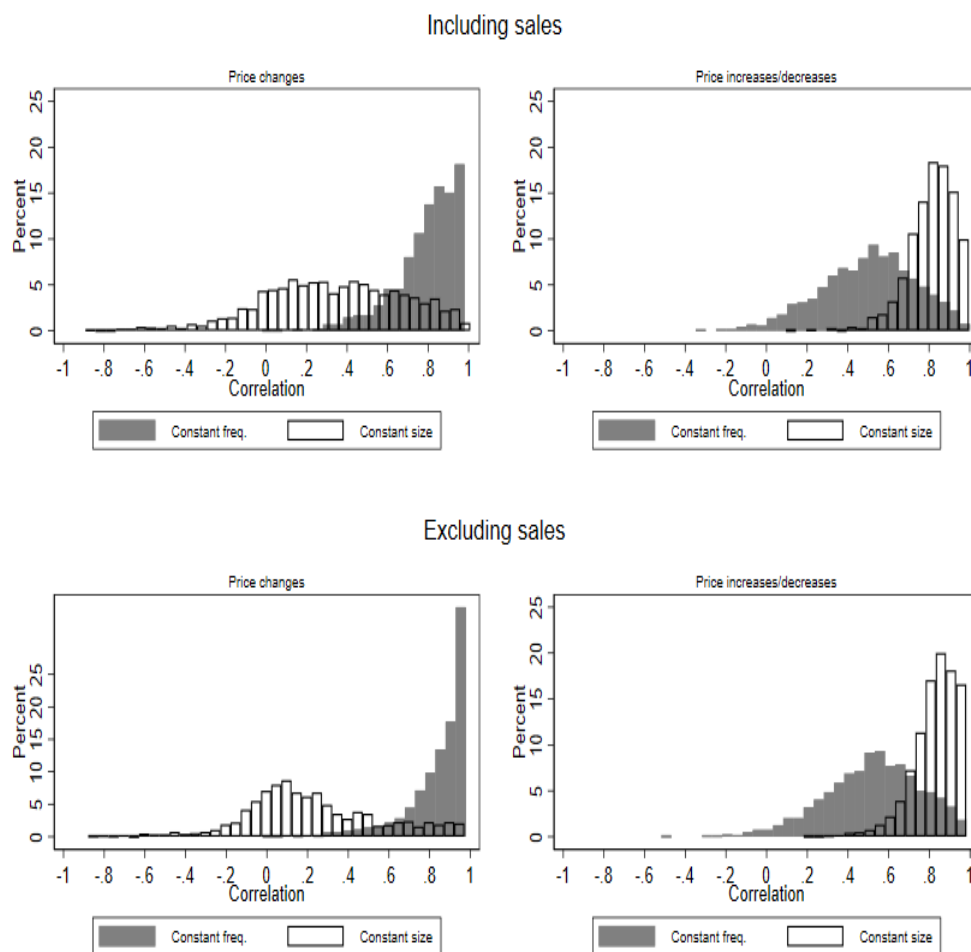 Including sales
Price changes
Price increases/decreases
25
20
15
10
5
0
Percent
-1 -.8 -.6 -.4 -.2 0 .2 .4 .6 .8 1
Correlation
Constant freq. Constant size
25
20
15
10
5
0
Percent
-1 -.8 -.6 -.4 -.2 0 .2 .4 .6 .8 1
Correlation
Constant freq. Constant size
Excluding sales
Price changes
Price increases/decreases
25
20
15
10
5
0
Percent
-1 -.8 -.6 -.4 -.2 0 .2 .4 .6 .8 1
Correlation
Constant freq. Constant size
25
20
15
10
5
0
Percent
-1 -.8 -.6 -.4 -.2 0 .2 .4 .6 .8 1
Correlation
Constant freq. Constant size